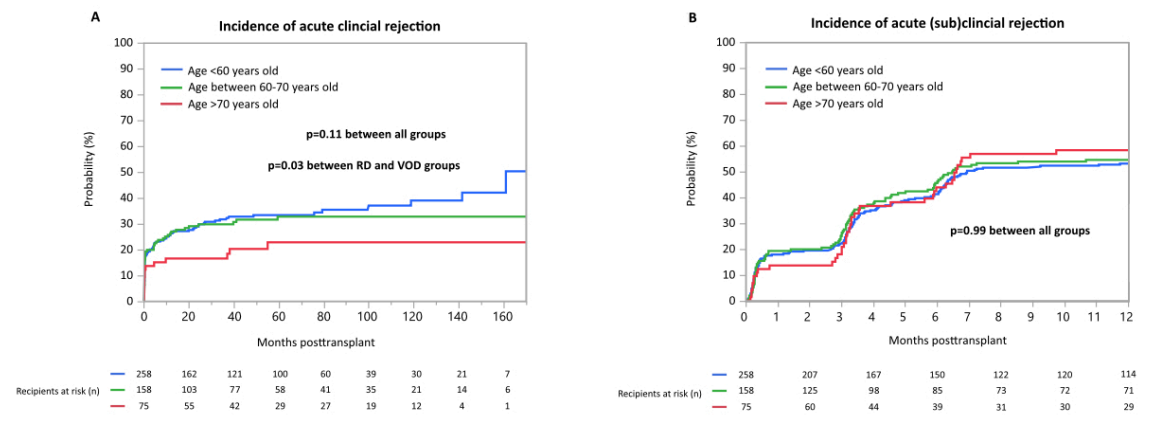 A
Incidence of acute clincial rejection
100
90
80
70
60
50
40
30
20
10
0
Probability (%)
Age <60 years old
Age between 60-70 years old
Age >70 years old
p=0.11 between all groups
p=0.03 between RD and VOD groups
0 20 40 60 80 100 120 140 160
Months posttransplant
258 162 121 100 60 39 30 21 7
Recipients at risk (n) 158 103 77 58 41 35 21 14 6
75 55 42 29 27 19 12 4 1
B
Incidence of acute (sub)clincial rejection
100
90
80
70
60
50
40
30
20
10
0
Probability (%)
Age <60 years old
Age between 60-70 years old
Age >70 years old
p=0.99 between all groups
0 1 2 3 4 5 6 7 8 9 10 11 12
Months posttransplant
258 207 167 150 122 120 114
Recipients at risk (n) 158 125 98 85 73 72 71
75 60 44 39 31 30 29